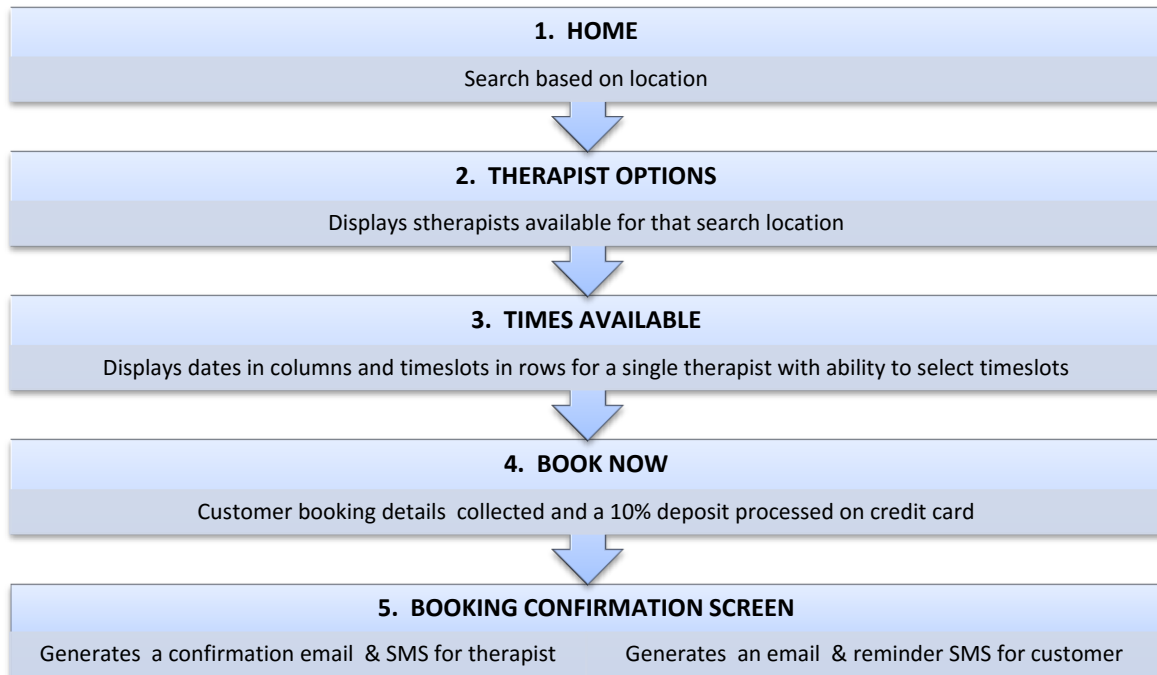 1. HOME
Search based on location
2. THERAPIST OPTIONS
Displays stherapists available for that search location
3. TIMES AVAILABLE
Displays dates in columns and timeslots in rows for a single therapist with ability to select timeslots
4. BOOK NOW
Customer booking details collected and a 10% deposit processed on credit card
5. BOOKING CONFIRMATION SCREEN
Generates a confirmation email & SMS for therapist
Generates an email & reminder SMS for customer